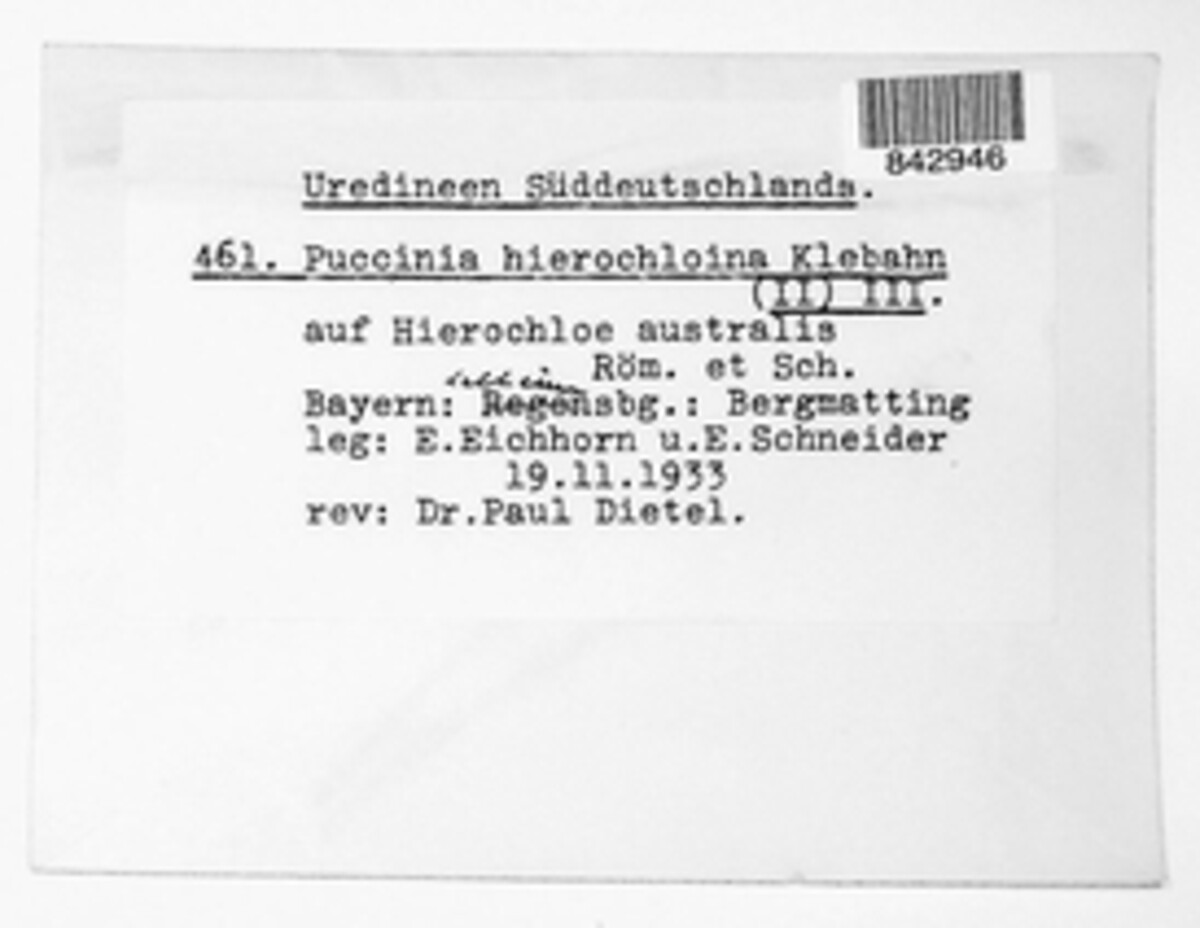 842946
Uredineen Süddeutschlands.
461. Puccinia hierochloina Klebahn
(II) III.
auf Hierochloe australis
Röm. et Sch.
Bayern: Regensbg.: Bergmatting
leg: E.Eichhorn u.E.Schneider
19.11.1933
rev: Dr.Paul Dietel.